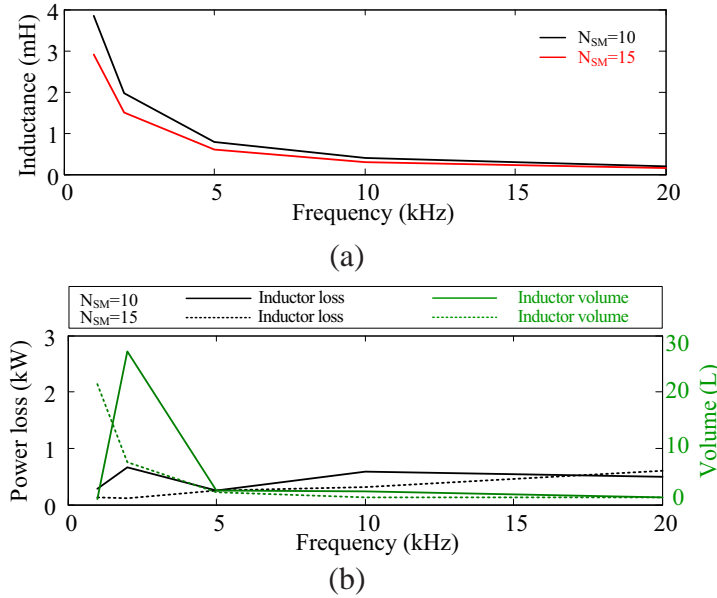 4
3
2
1
0
Inductance (mH)
N_SM=10
N_SM=15
0 5 10 15 20
Frequency (kHz)
(a)
N_SM=10 Inductor loss Inductor volume
N_SM=15 Inductor loss Inductor volume
3
2
1
0
Power loss (kW)
30
20
10
0
Volume (L)
0 5 10 15 20
Frequency (kHz)
(b)